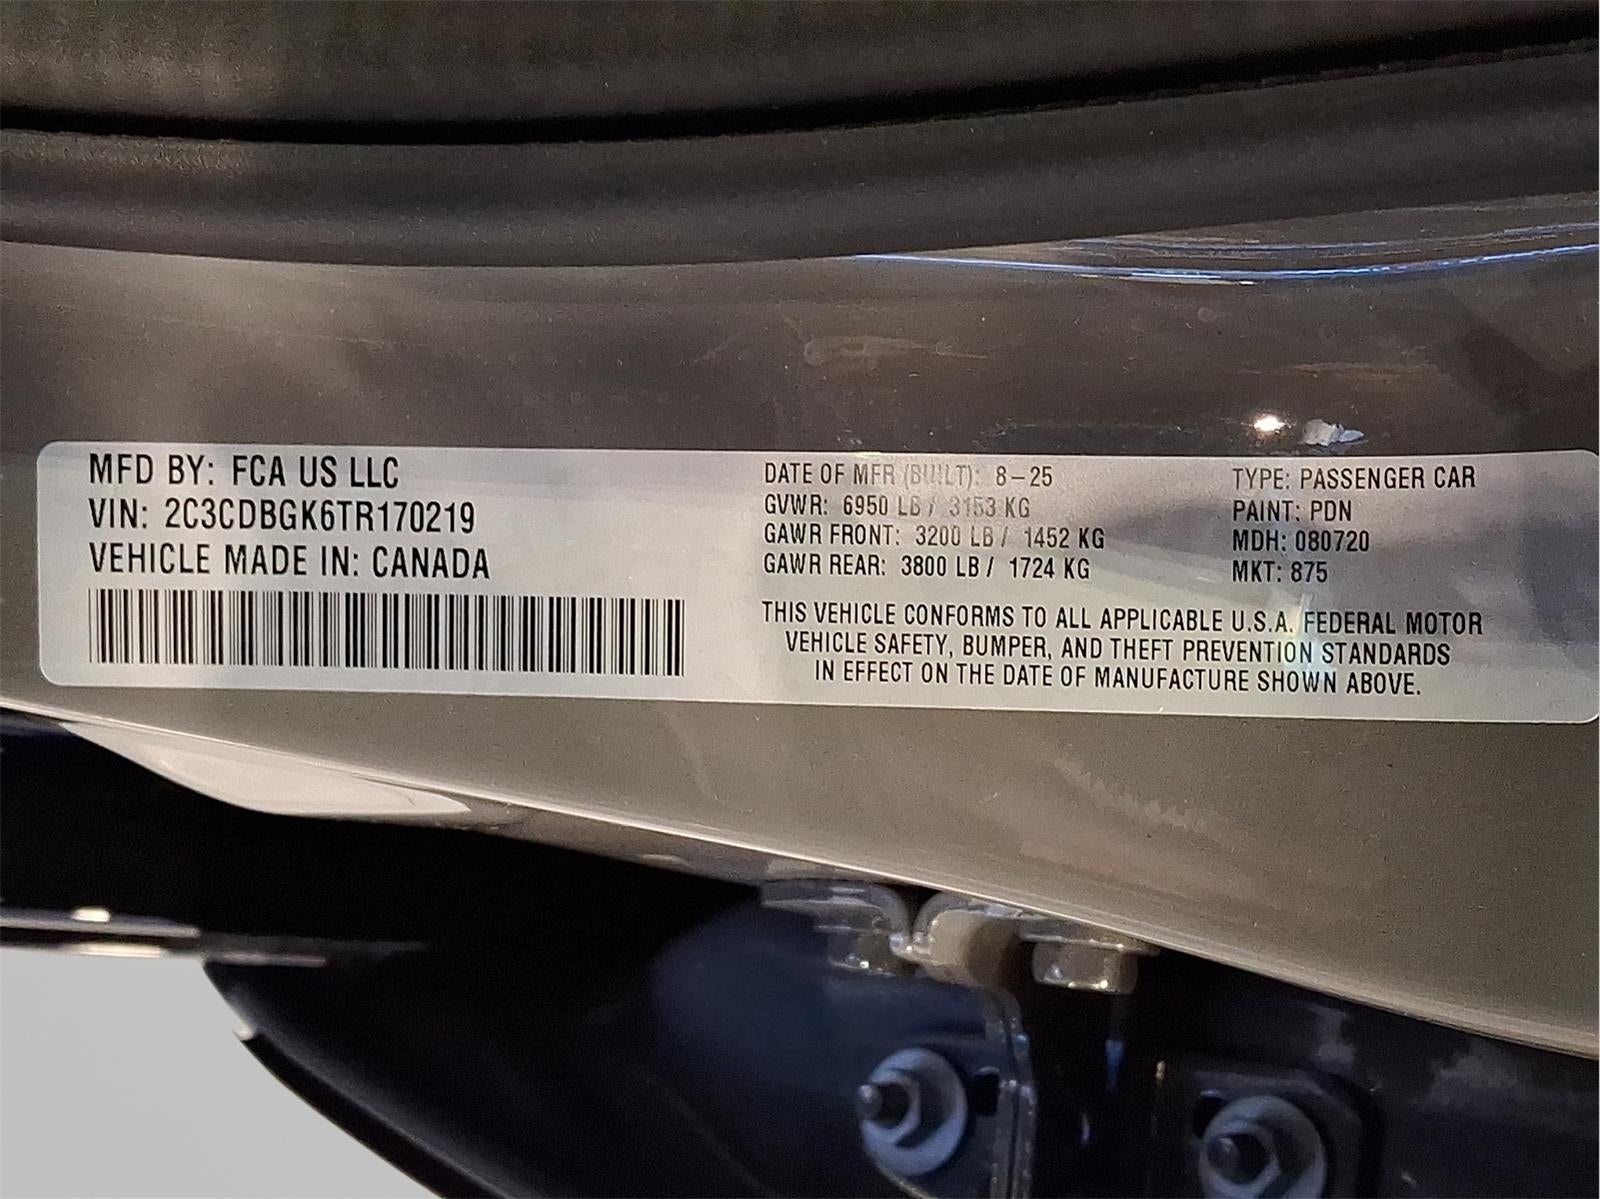 MFD BY: FCA US LLC
VIN: 2C3CDBGK6TR170219
VEHICLE MADE IN: CANADA
DATE OF MFR (BUILT): 8-25
GVWR: 6950 LB / 3153 KG
GAWR FRONT: 3200 LB / 1452 KG
GAWR REAR: 3800 LB / 1724 KG
TYPE: PASSENGER CAR
PAINT: PDN
MDH: 080720
MKT: 875
THIS VEHICLE CONFORMS TO ALL APPLICABLE U.S.A. FEDERAL MOTOR
VEHICLE SAFETY, BUMPER, AND THEFT PREVENTION STANDARDS
IN EFFECT ON THE DATE OF MANUFACTURE SHOWN ABOVE.